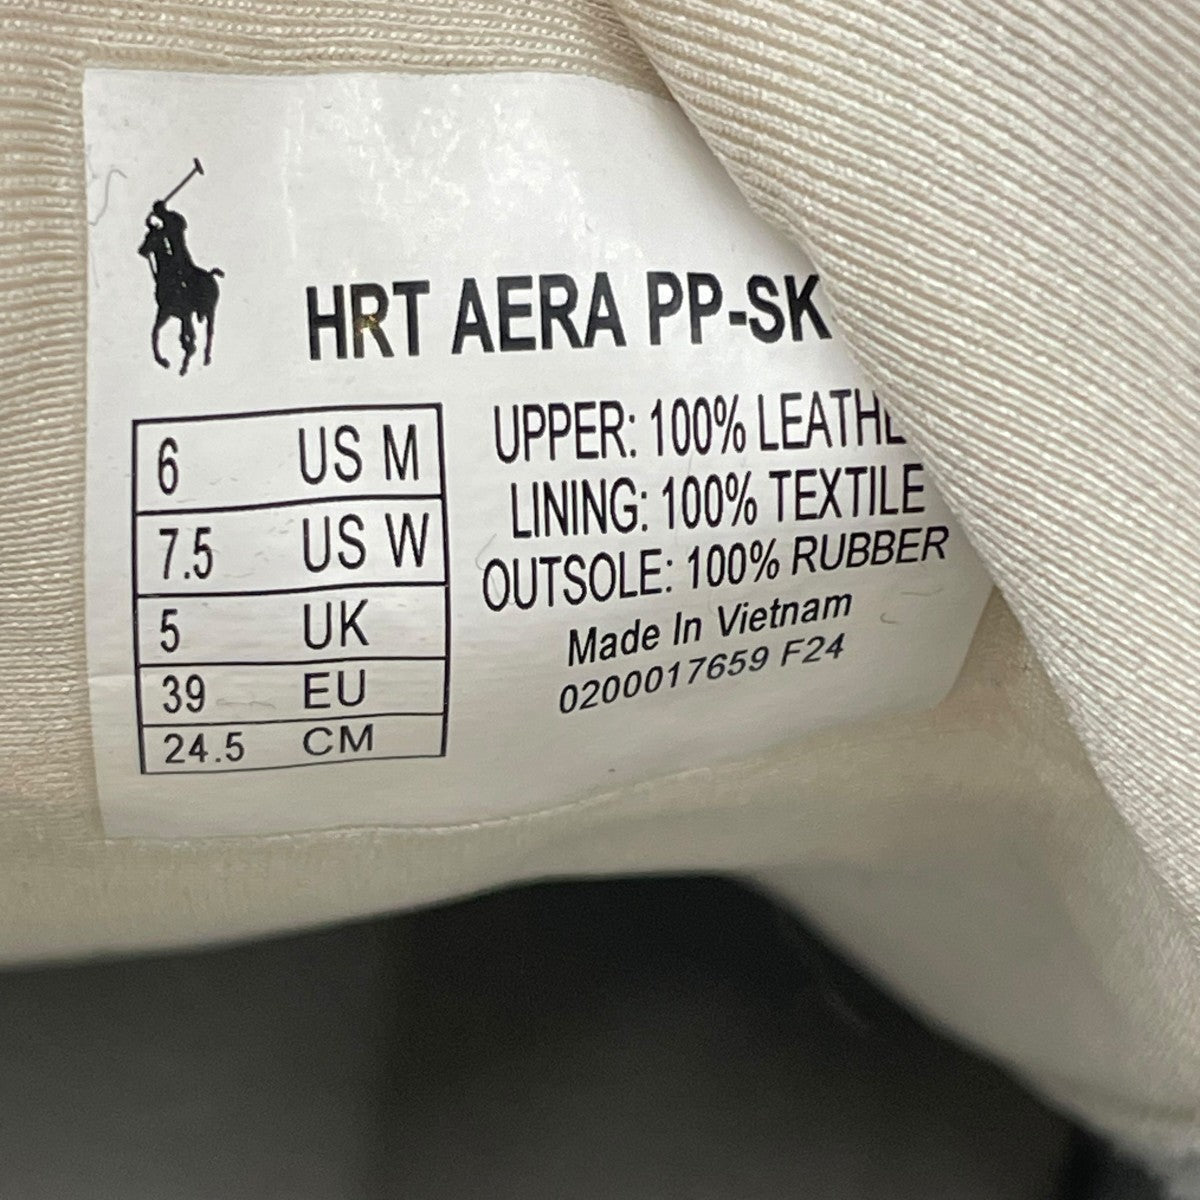 HRT AERA PP-SK
6 US M
7.5 US W
5 UK
39 EU
24.5 CM
UPPER: 100%
LINING: 100% TEXTILE
OUTSOLE: 100% RUBBER
Made In Vietnam
0200017659 F24